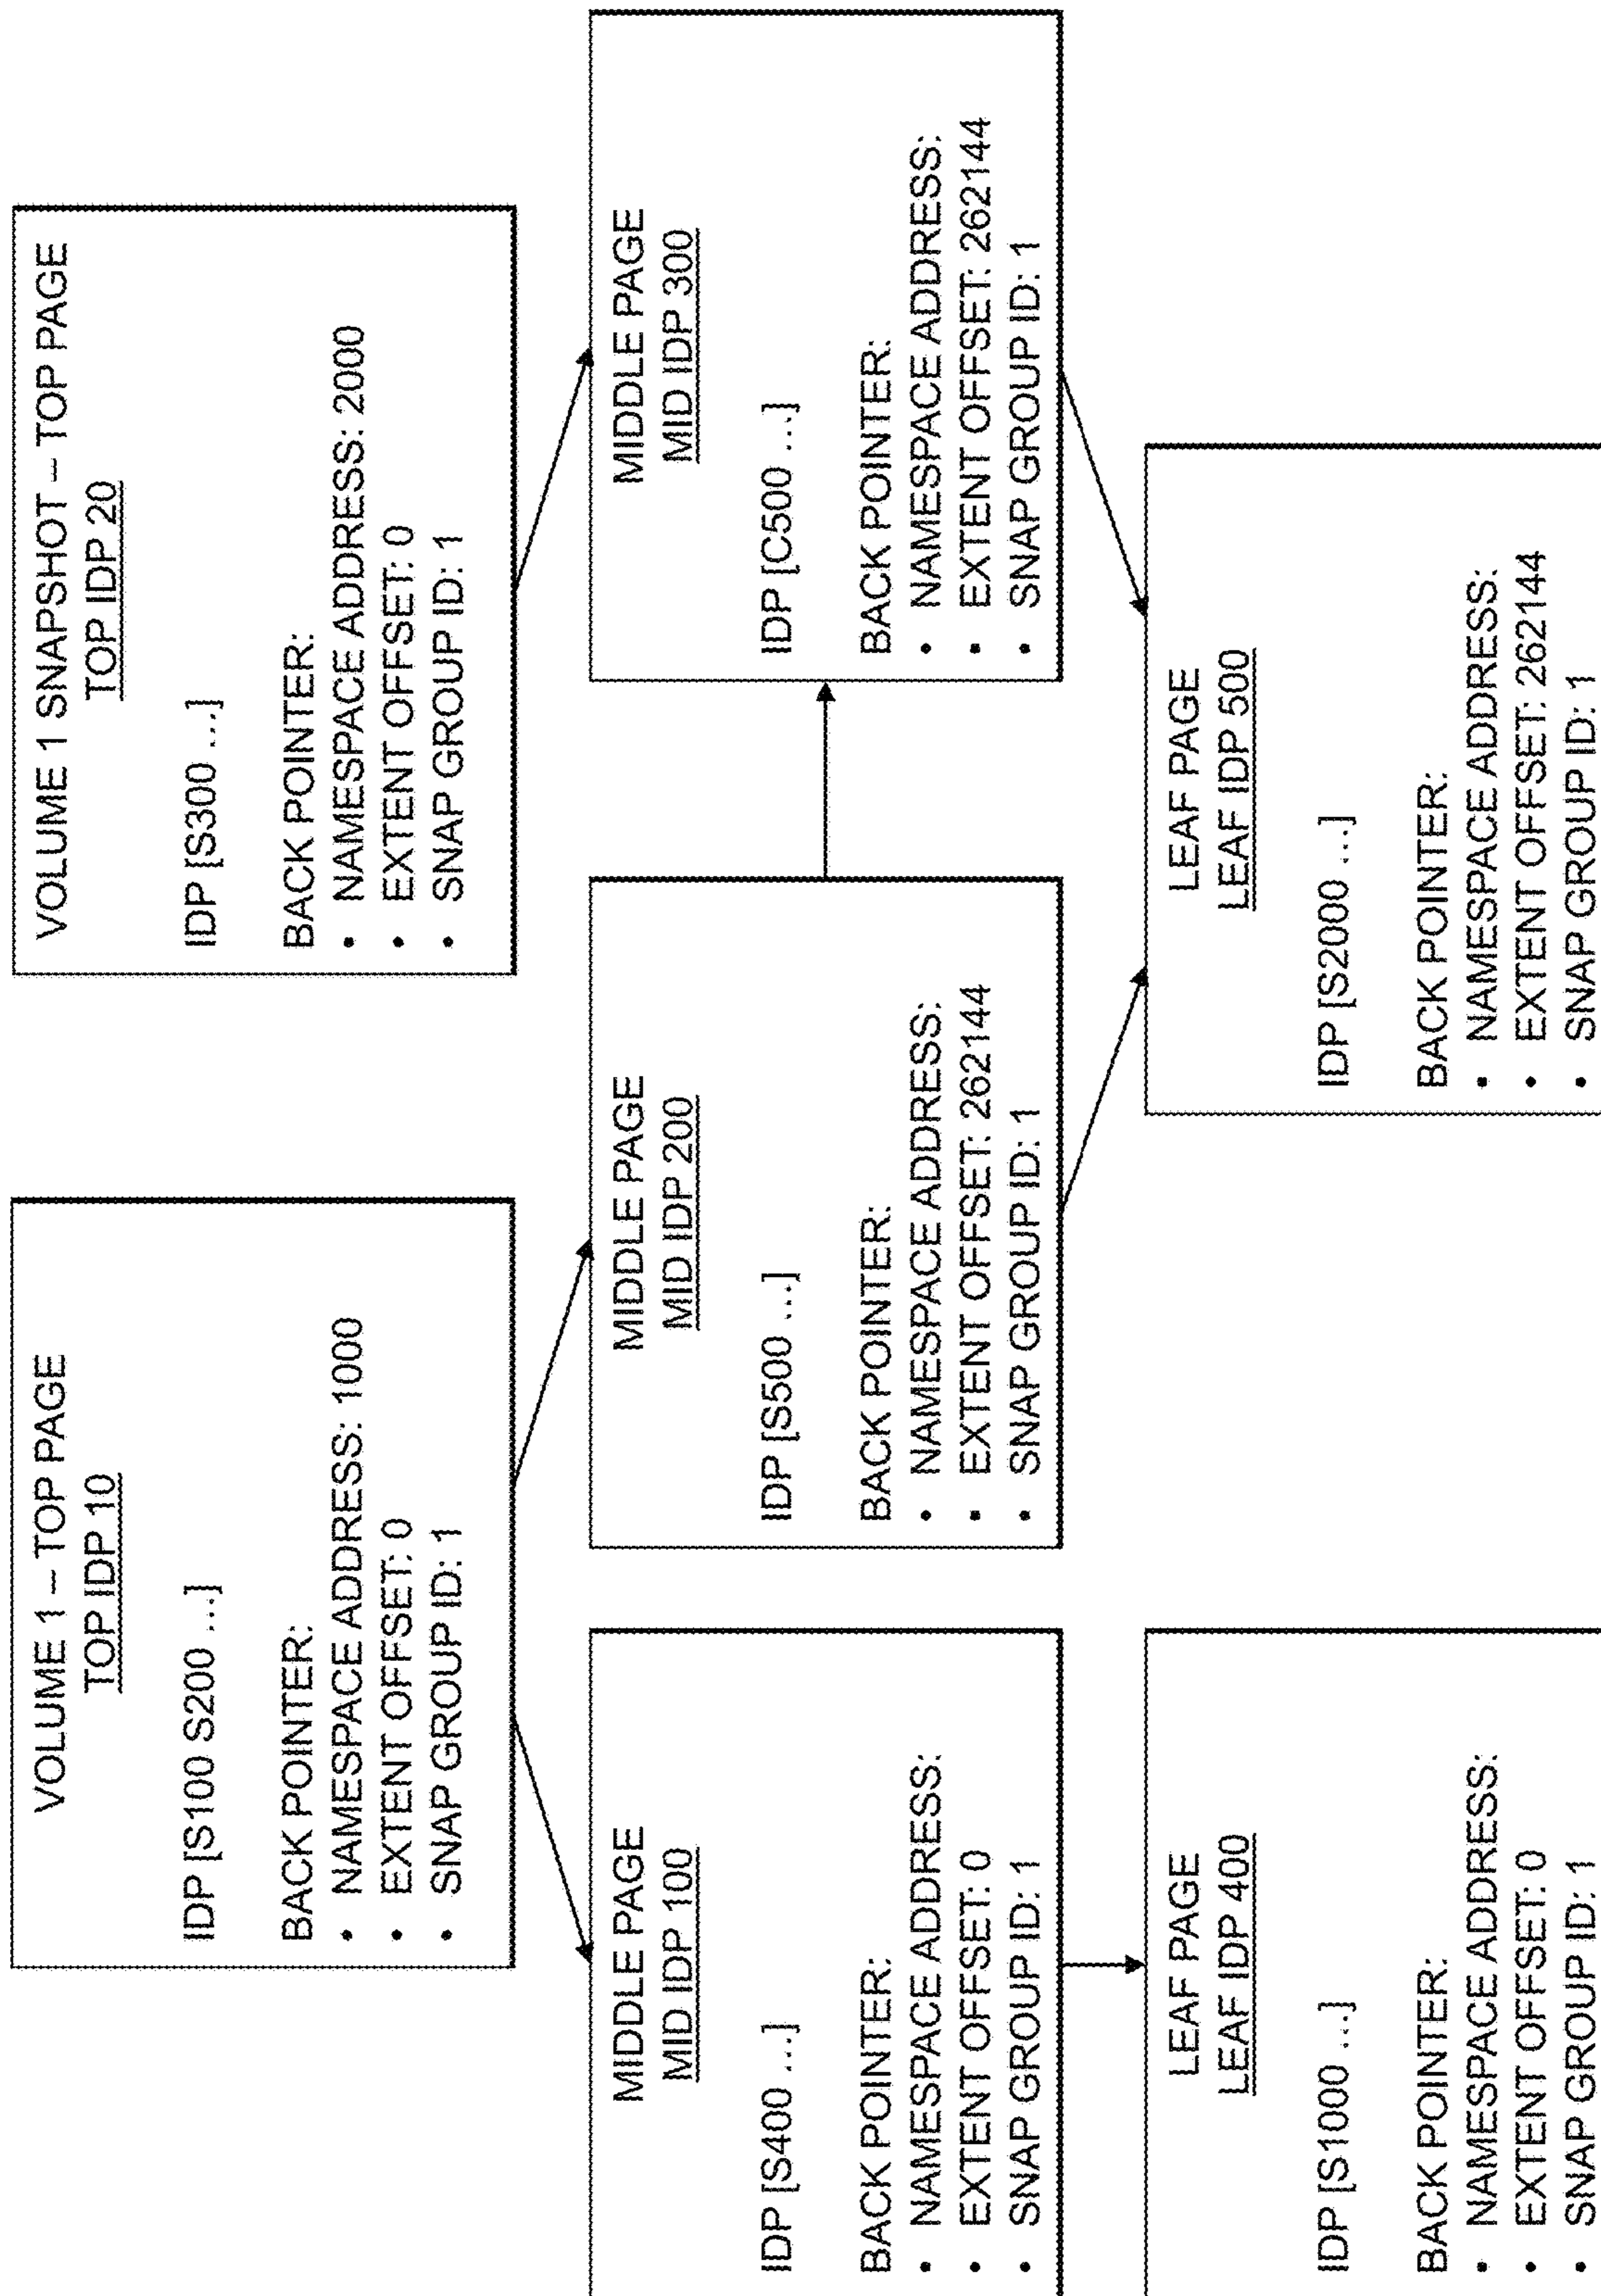 VOLUME 1 – TOP PAGE
TOP IDP 10
IDP [S100 S200 ...]
BACK POINTER:
• NAMESPACE ADDRESS: 1000
• EXTENT OFFSET: 0
• SNAP GROUP ID: 1
VOLUME 1 SNAPSHOT – TOP PAGE
TOP IDP 20
IDP [S300 ...]
BACK POINTER:
• NAMESPACE ADDRESS: 2000
• EXTENT OFFSET: 0
• SNAP GROUP ID: 1
MIDDLE PAGE
MID IDP 100
IDP [S400 ...]
BACK POINTER:
• NAMESPACE ADDRESS:
• EXTENT OFFSET: 0
• SNAP GROUP ID: 1
MIDDLE PAGE
MID IDP 200
IDP [S500 ...]
BACK POINTER:
• NAMESPACE ADDRESS:
• EXTENT OFFSET: 262144
• SNAP GROUP ID: 1
MIDDLE PAGE
MID IDP 300
IDP [C500 ...]
BACK POINTER:
• NAMESPACE ADDRESS:
• EXTENT OFFSET: 262144
• SNAP GROUP ID: 1
LEAF PAGE
LEAF IDP 400
IDP [S1000 ...]
BACK POINTER:
• NAMESPACE ADDRESS:
• EXTENT OFFSET: 0
• SNAP GROUP ID: 1
LEAF PAGE
LEAF IDP 500
IDP [S2000 ...]
BACK POINTER:
• NAMESPACE ADDRESS:
• EXTENT OFFSET: 262144
• SNAP GROUP ID: 1